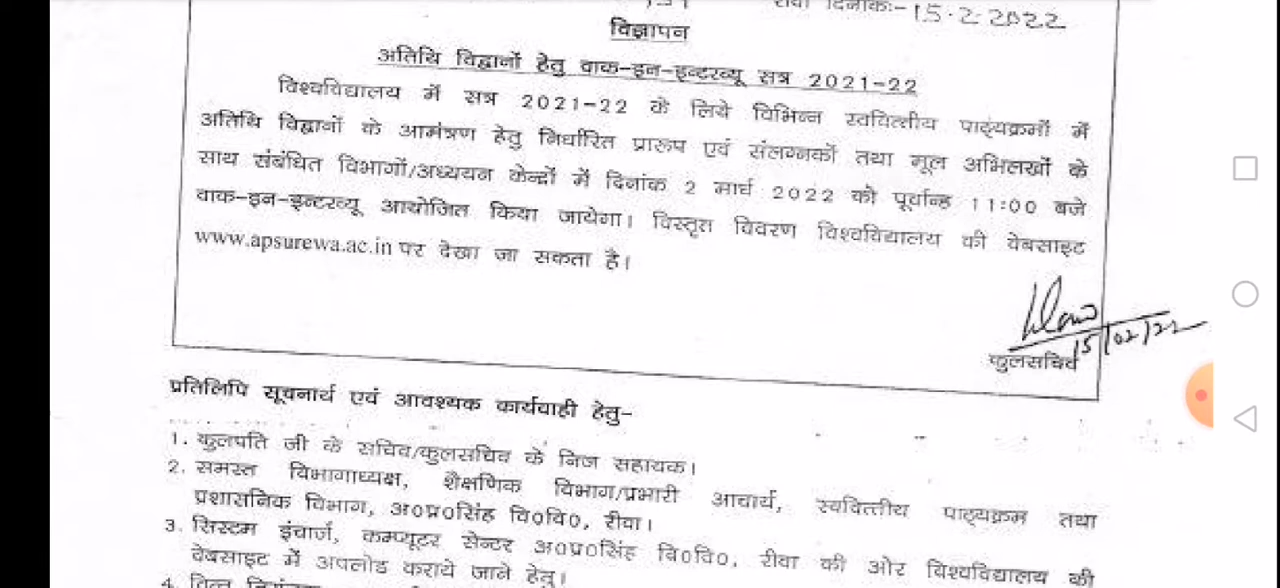 रीवा दिनांकः-15.2.2022
विज्ञापन
अतिथि विद्वानों हेतु वाक-इन-इन्टरव्यू सत्र 2021-22
विश्वविद्यालय में सत्र 2021-22 के लिये विभिन्न स्ववित्तीय पाठ्यक्रमों में
अतिथि विद्वानों के आमंत्रण हेतु निर्धारित प्रारूप एवं संलग्नकों तथा मूल अभिलखों के
साथ संबंधित विभागों/अध्ययन केन्द्रों में दिनांक 2 मार्च 2022 को पूर्वान्ह 11:00 बजे
वाक-इन-इन्टरव्यू आयोजित किया जायेगा। विस्तृत विवरण विश्वविद्यालय की वेबसाइट
www.apsurewa.ac.in पर देखा जा सकता है।
15/02/22
कुलसचिव
प्रतिलिपि सूचनार्थ एवं आवश्यक कार्यवाही हेतु-
1. कुलपति जी के सचिव/कुलसचिव के निज सहायक।
2. समस्त विभागाध्यक्ष, शैक्षणिक विभाग/प्रभारी आचार्य, स्ववित्तीय पाठ्यक्रम तथा
प्रशासनिक विभाग, अ0प्र0सिंह वि0वि0, रीवा।
3. सिस्टम इंचार्ज, कम्प्यूटर सेन्टर अ0प्र0सिंह वि0वि0, रीवा की ओर विश्वविद्यालय की
वेबसाइट में अपलोड कराये जाने हेतु।
4. वित्त